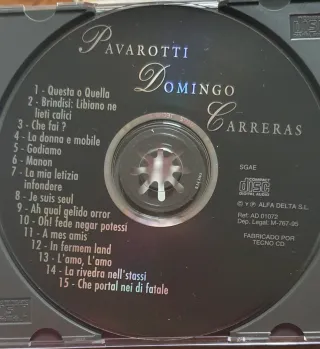 PAVAROTTI
DOMINGO
CARRERAS
1 - Questa o Quella
2 - Brindisi: Libiano ne
lieti calici
3 - Che fai ?
4 - La donna e mobile
5 - Godiamo
6 - Manon
7 - La mia letizia
infondere
8 - Je suis seul
9 - Ah qual gelido orror
10 - Oh! fede negar potessi
11 - A mes amis
12 - In fermem land
13 - L'amo, L'amo
14 - La rivedra nell'stassi
15 - Che portal nei di fatale
SGAE
COMPACT
disc
DIGITAL AUDIO
© Y ℗ ALFA DELTA S.L.
Ref: AD 01072
Dep. Legal: M-767-95
FABRICADO POR
TECNO CD